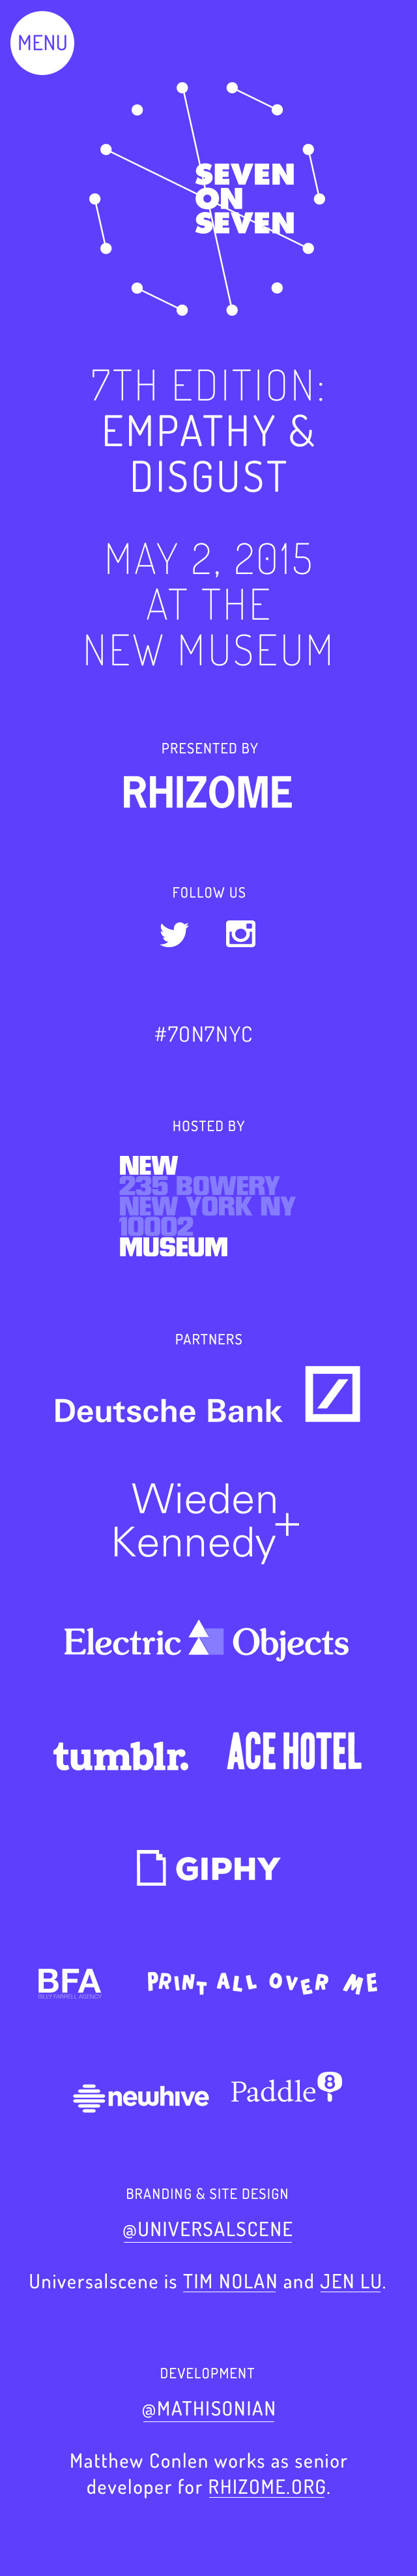 MENU
SEVEN
ON
SEVEN
7TH EDITION:
EMPATHY &
DISGUST
MAY 2, 2015
AT THE
NEW MUSEUM
PRESENTED BY
RHIZOME
FOLLOW US
#7ON7NYC
HOSTED BY
NEW
235 BOWERY
NEW YORK NY
10002
MUSEUM
PARTNERS
Deutsche Bank
Wieden
Kennedy+
Electric Objects
tumblr. ACE HOTEL
GIPHY
BFA PRINT ALL OVER ME
BILLY FARRELL AGENCY
newhive Paddle8
BRANDING & SITE DESIGN
@UNIVERSALSCENE
Universalscene is TIM NOLAN and JEN LU.
DEVELOPMENT
@MATHISONIAN
Matthew Conlen works as senior
developer for RHIZOME.ORG.